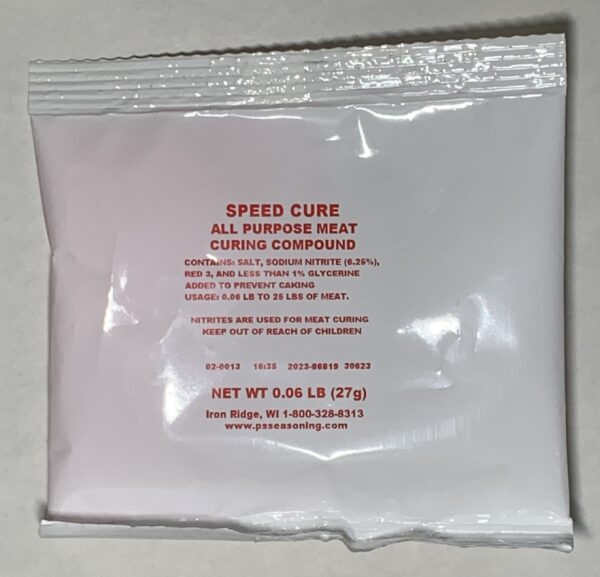 SPEED CURE
ALL PURPOSE MEAT
CURING COMPOUND
CONTAINS: SALT, SODIUM NITRITE (6.25%),
RED 3, AND LESS THAN 1% GLYCERINE
ADDED TO PREVENT CAKING
USAGE: 0.06 LB TO 25 LBS OF MEAT.
NITRITES ARE USED FOR MEAT CURING
KEEP OUT OF REACH OF CHILDREN
02-0013 16:35 2023-86819 30623
NET WT 0.06 LB (27g)
Iron Ridge, WI 1-800-328-8313
www.psseasoning.com